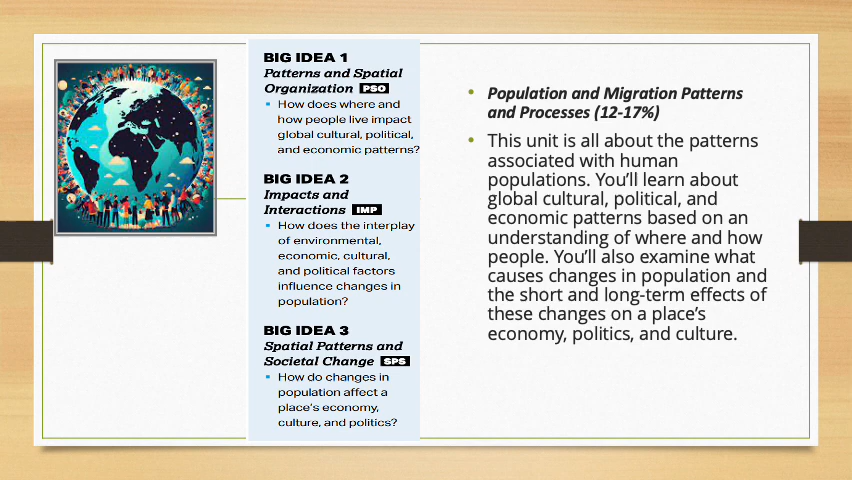 BIG IDEA 1
Patterns and Spatial
Organization PSO
▪ How does where and
how people live impact
global cultural, political,
and economic patterns?
BIG IDEA 2
Impacts and
Interactions IMP
▪ How does the interplay
of environmental,
economic, cultural,
and political factors
influence changes in
population?
BIG IDEA 3
Spatial Patterns and
Societal Change SPS
▪ How do changes in
population affect a
place's economy,
culture, and politics?
• Population and Migration Patterns
and Processes (12-17%)
• This unit is all about the patterns
associated with human
populations. You'll learn about
global cultural, political, and
economic patterns based on an
understanding of where and how
people. You'll also examine what
causes changes in population and
the short and long-term effects of
these changes on a place's
economy, politics, and culture.